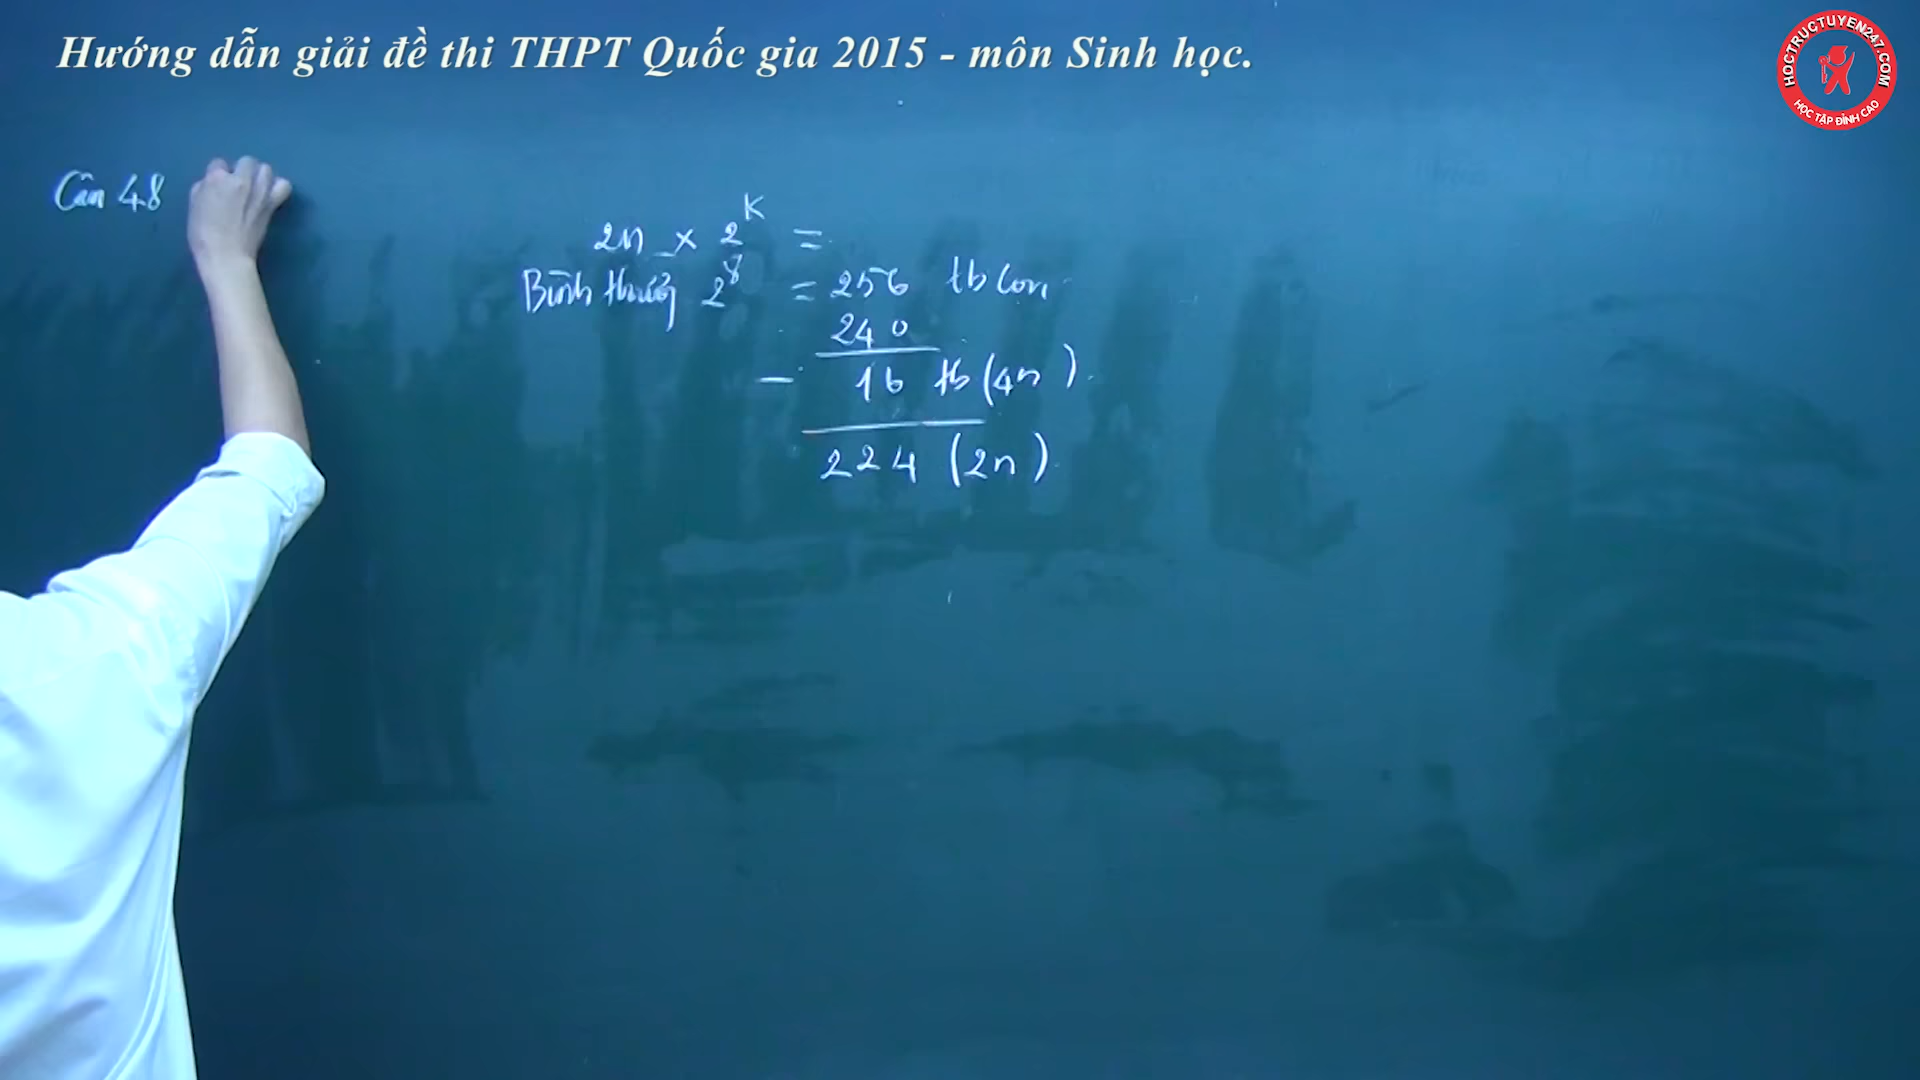 Hướng dẫn giải đề thi THPT Quốc gia 2015 - môn Sinh học.
HOCTRUCTUYEN247.COM
HỌC TẬP ĐỈNH CAO
Câu 48
2n x 2^K =
Bình thường 2^8 = 256 tb con
240
- 16 tb (4n)
224 (2n)